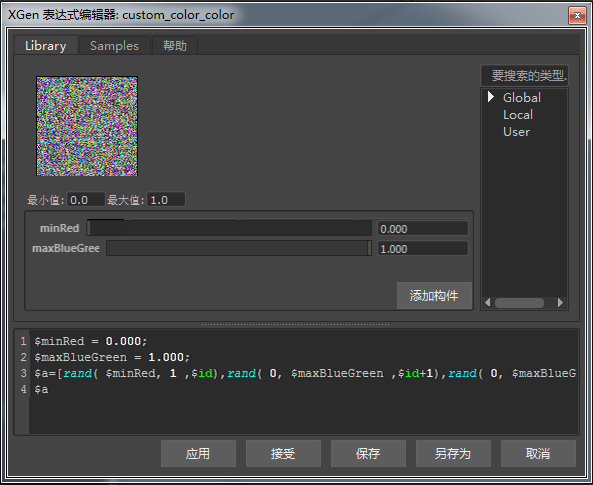 XGen 表达式编辑器: custom_color_color
Library Samples 帮助
要搜索的类型.
Global
Local
User
最小值: 0.0 最大值: 1.0
minRed 0.000
maxBlueGree 1.000
添加构件
1 $minRed = 0.000;
2 $maxBlueGreen = 1.000;
3 $a=[rand( $minRed, 1 ,$id),rand( 0, $maxBlueGreen ,$id+1),rand( 0, $maxBlueG
4 $a
应用 接受 保存 另存为 取消